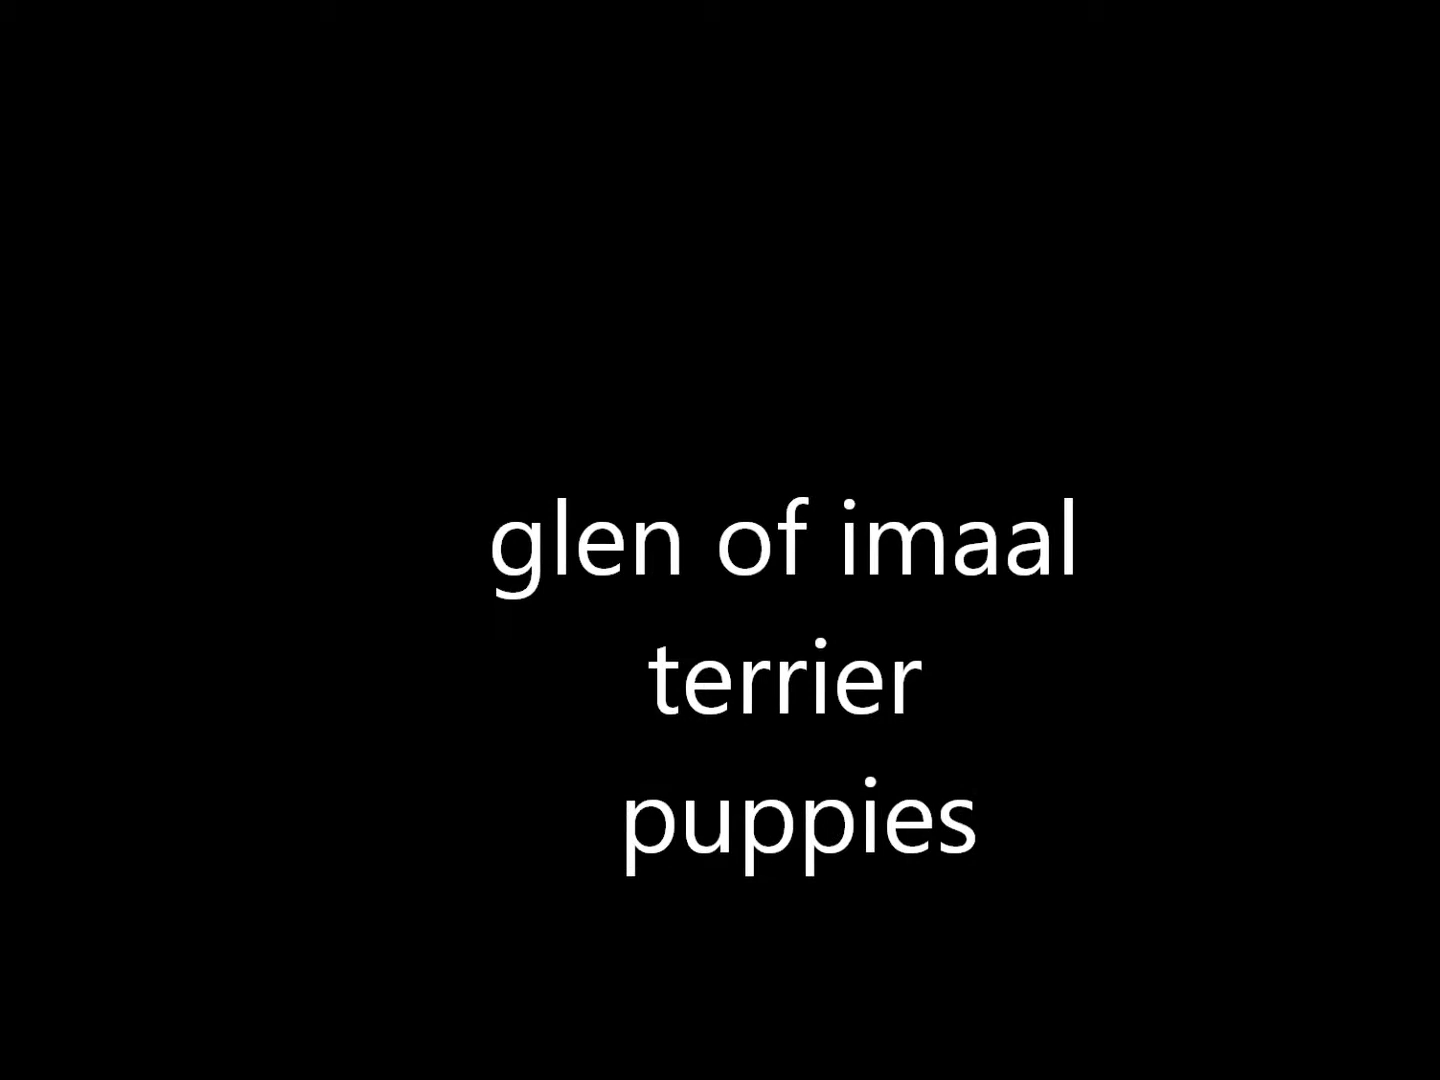 glen of imaal
terrier
puppies